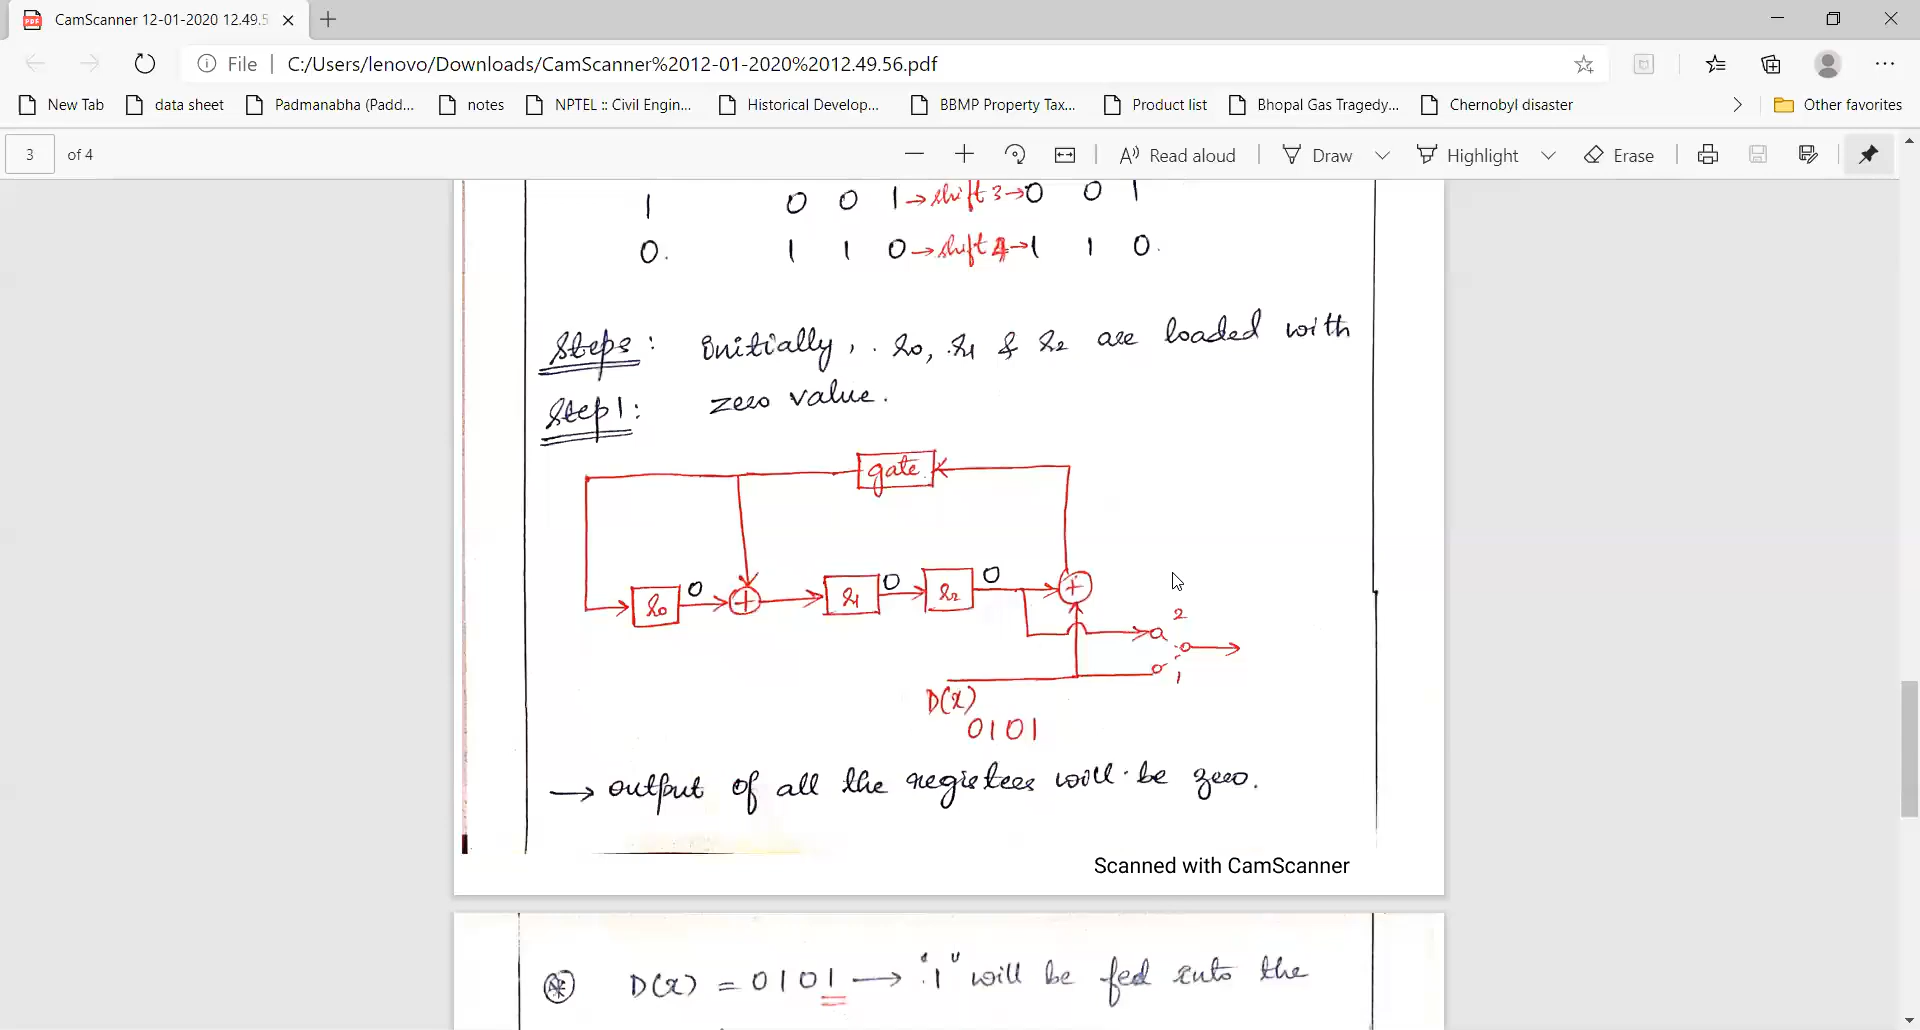 CamScanner 12-01-2020 12.49.5
File C:/Users/lenovo/Downloads/CamScanner%2012-01-2020%2012.49.56.pdf
New Tab data sheet Padmanabha (Padd... notes NPTEL :: Civil Engin... Historical Develop... BBMP Property Tax... Product list Bhopal Gas Tragedy... Chernobyl disaster Other favorites
3 of 4 Read aloud Draw Highlight Erase
1 0 0 1 → shift 3 → 0 0 1
0. 1 1 0 → shift 4 → 1 1 0.
Steps: Initially, r0, r1 & r2 are loaded with
Step1: zero value.
gate
r0 0 + r1 0 r2 0 +
2
1
D(x)
0101
→ output of all the registers will be zero.
Scanned with CamScanner
* D(x) = 0101 → "1" will be fed into the